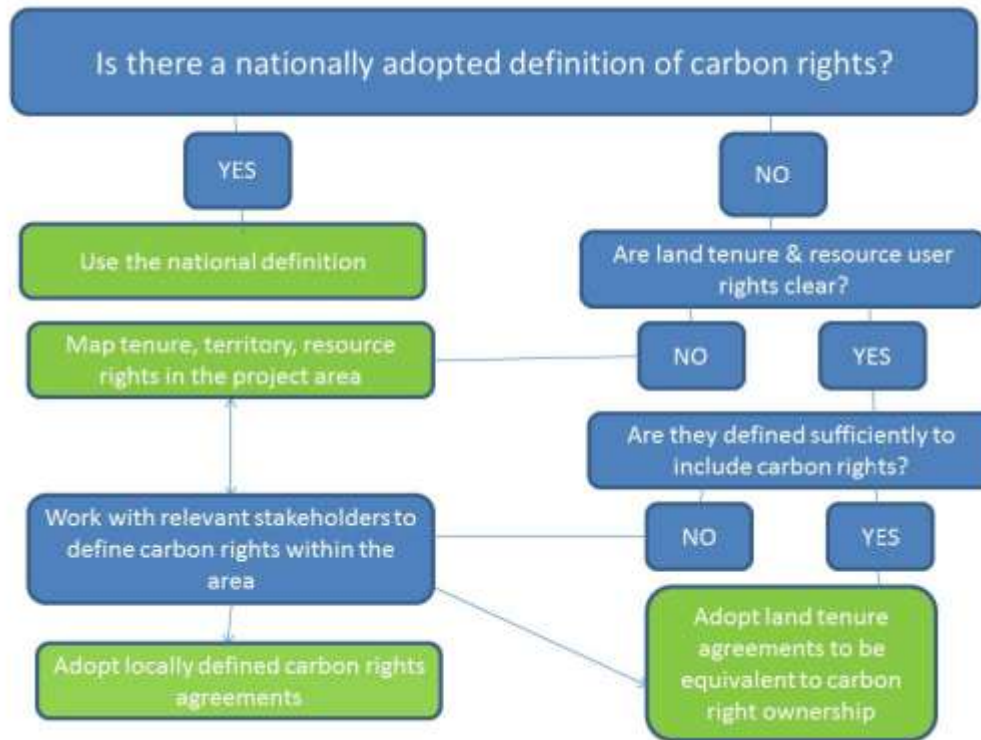 Is there a nationally adopted definition of carbon rights?
YES
NO
Use the national definition
Are land tenure & resource user
rights clear?
Map tenure, territory, resource
rights in the project area
NO
YES
Are they defined sufficiently to
include carbon rights?
Work with relevant stakeholders to
define carbon rights within the
area
NO
YES
Adopt locally defined carbon rights
agreements
Adopt land tenure
agreements to be
equivalent to carbon
right ownership